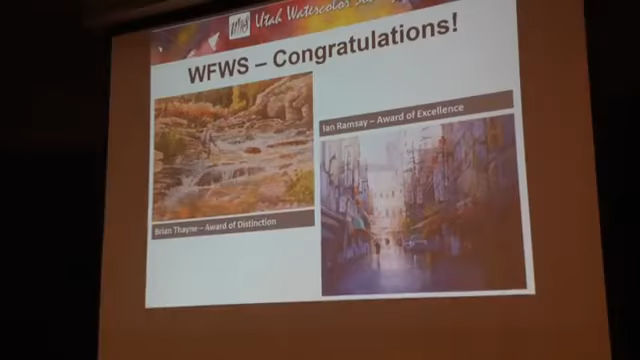 Utah Watercolor
WFWS – Congratulations!
Ian Ramsay – Award of Excellence
Brian Thayne – Award of Distinction